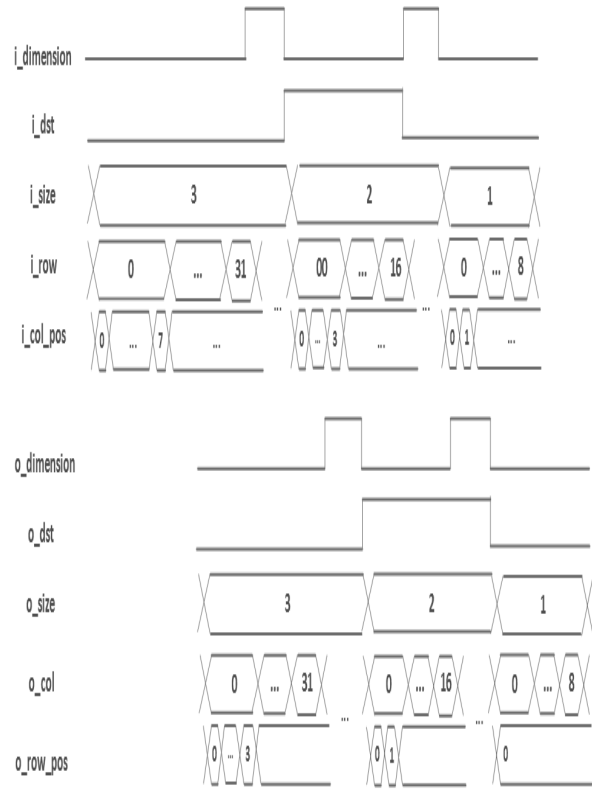 i_dimension
i_dst
i_size 3 2 1
i_row 0 ... 31 00 ... 16 0 ... 8
... ...
i_col_pos 0 ... 7 ... 0 ... 3 ... 0 1 ...
o_dimension
o_dst
o_size 3 2 1
o_col 0 ... 31 0 ... 16 0 ... 8
... ...
o_row_pos 0 ... 3 0 1 0